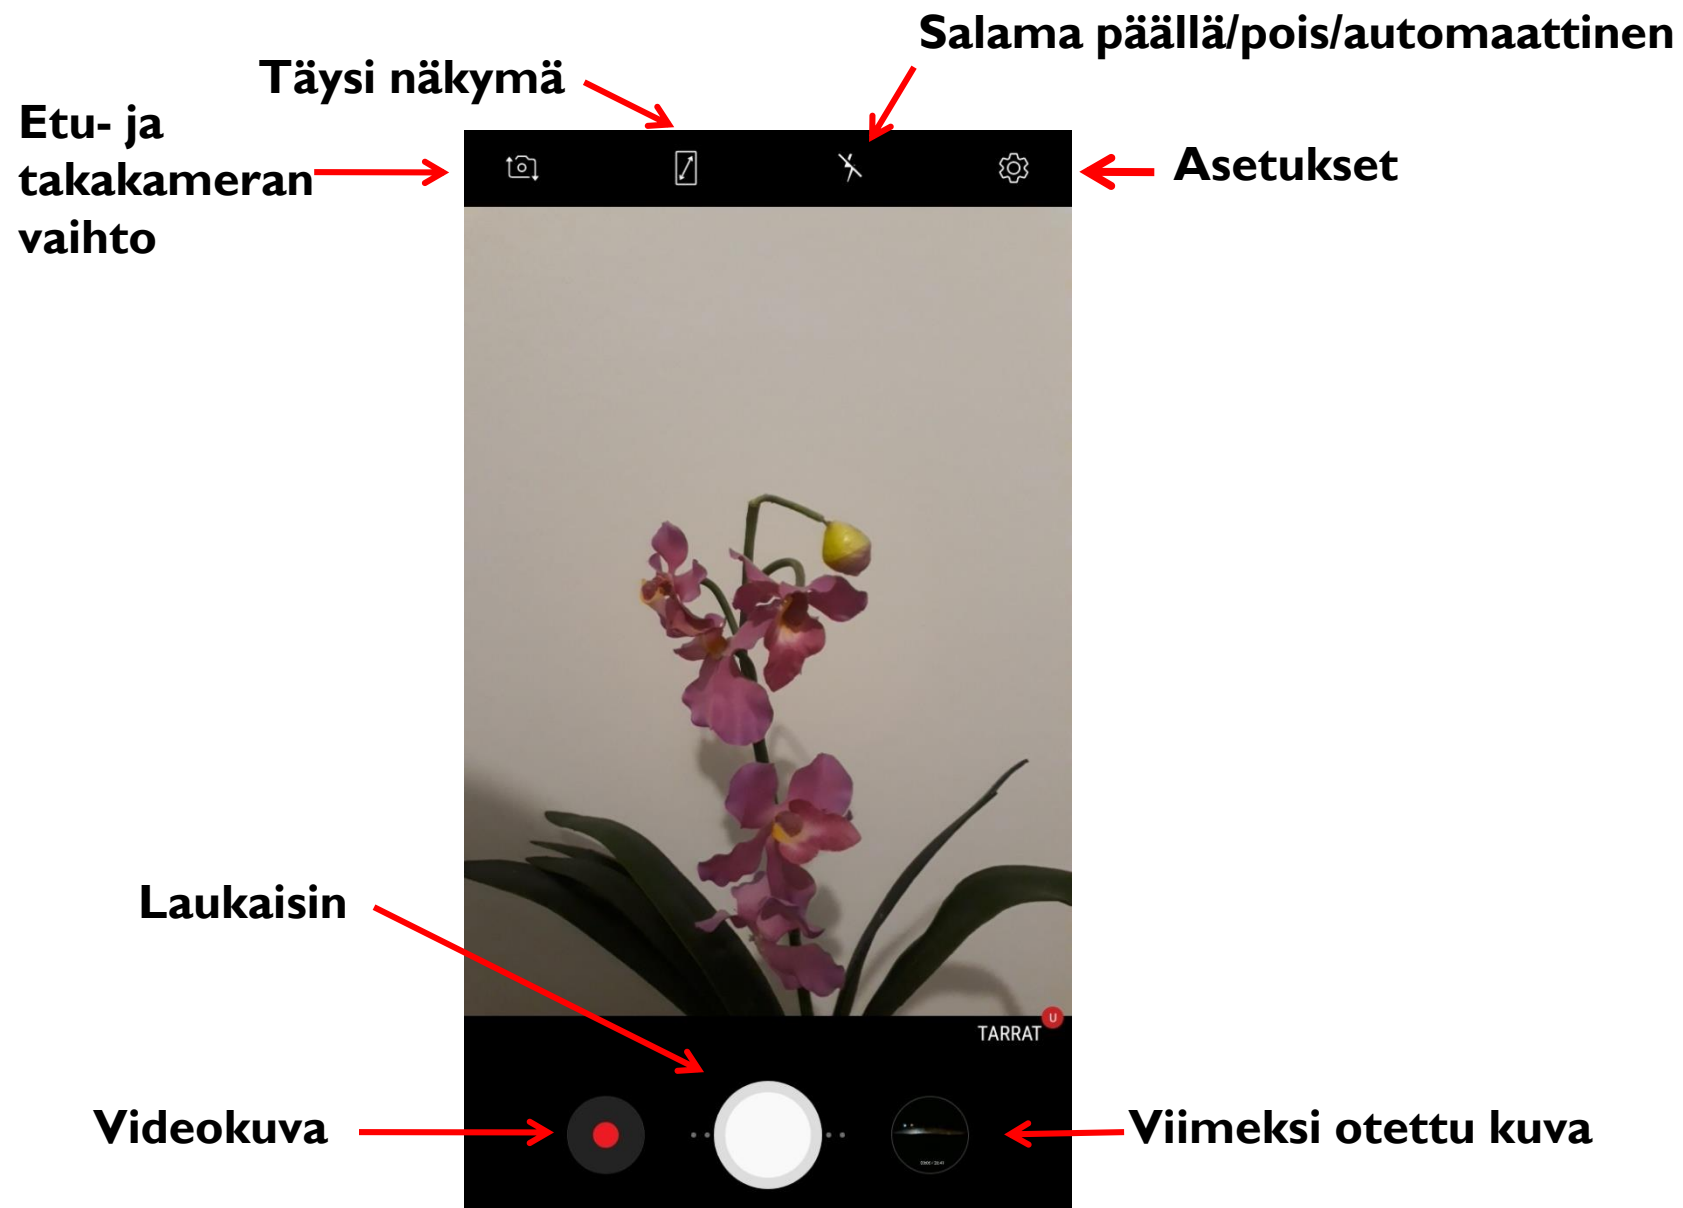 Salama päällä/pois/automaattinen
Täysi näkymä
Etu- ja
takakameran
vaihto
Asetukset
Laukaisin
TARRAT
U
Videokuva
Viimeksi otettu kuva